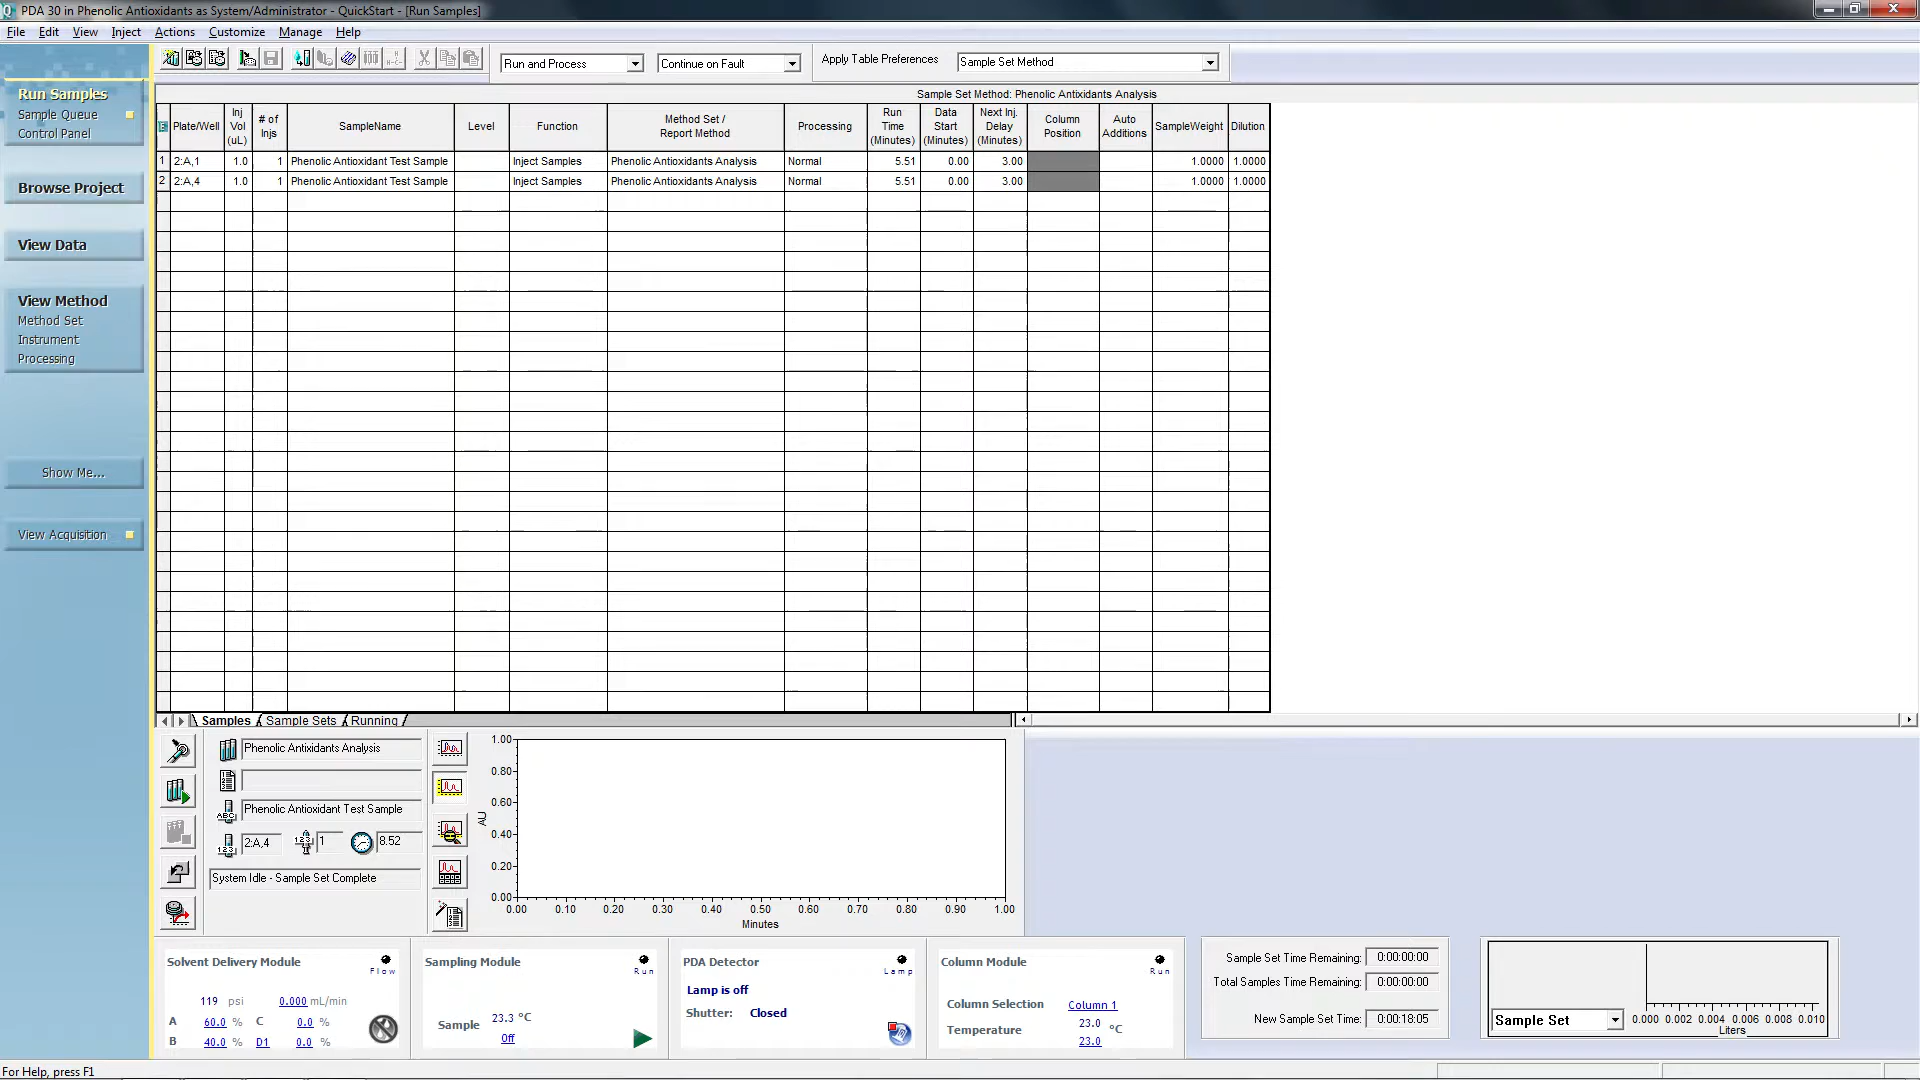 PDA 30 in Phenolic Antioxidants as System/Administrator - QuickStart - [Run Samples]
File Edit View Inject Actions Customize Manage Help
Run and Process Continue on Fault Apply Table Preferences Sample Set Method
Run Samples
Sample Queue
Control Panel
Browse Project
View Data
View Method
Method Set
Instrument
Processing
Show Me...
View Acquisition
Sample Set Method: Phenolic Antixidants Analysis
Plate/Well Inj Vol (uL) # of Injs SampleName Level Function Method Set / Report Method Processing Run Time (Minutes) Data Start (Minutes) Next Inj. Delay (Minutes) Column Position Auto Additions SampleWeight Dilution
1 2:A,1 1.0 1 Phenolic Antioxidant Test Sample Inject Samples Phenolic Antioxidants Analysis Normal 5.51 0.00 3.00 1.0000 1.0000
2 2:A,4 1.0 1 Phenolic Antioxidant Test Sample Inject Samples Phenolic Antioxidants Analysis Normal 5.51 0.00 3.00 1.0000 1.0000
Samples Sample Sets Running
Phenolic Antixidants Analysis
Phenolic Antioxidant Test Sample
2:A,4 1 8.52
System Idle - Sample Set Complete
AU
1.00
0.80
0.60
0.40
0.20
0.00
0.00 0.10 0.20 0.30 0.40 0.50 0.60 0.70 0.80 0.90 1.00
Minutes
Solvent Delivery Module
Flow
119 psi 0.000 mL/min
A 60.0 % C 0.0 %
B 40.0 % D1 0.0 %
Sampling Module
Run
Sample 23.3 °C
Off
PDA Detector
Lamp
Lamp is off
Shutter: Closed
Column Module
Run
Column Selection Column 1
Temperature 23.0 °C
23.0
Sample Set Time Remaining: 0:00:00:00
Total Samples Time Remaining: 0:00:00:00
New Sample Set Time: 0:00:18:05
Sample Set
0.000 0.002 0.004 0.006 0.008 0.010
Liters
For Help, press F1